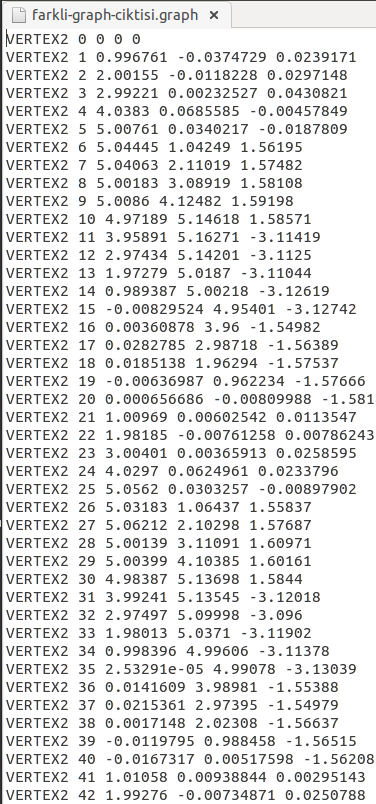 farkli-graph-ciktisi.graph ×
VERTEX2 0 0 0 0
VERTEX2 1 0.996761 -0.0374729 0.0239171
VERTEX2 2 2.00155 -0.0118228 0.0297148
VERTEX2 3 2.99221 0.00232527 0.0430821
VERTEX2 4 4.0383 0.0685585 -0.00457849
VERTEX2 5 5.00761 0.0340217 -0.0187809
VERTEX2 6 5.04445 1.04249 1.56195
VERTEX2 7 5.04063 2.11019 1.57482
VERTEX2 8 5.00183 3.08919 1.58108
VERTEX2 9 5.0086 4.12482 1.59198
VERTEX2 10 4.97189 5.14618 1.58571
VERTEX2 11 3.95891 5.16271 -3.11419
VERTEX2 12 2.97434 5.14201 -3.1125
VERTEX2 13 1.97279 5.0187 -3.11044
VERTEX2 14 0.989387 5.00218 -3.12619
VERTEX2 15 -0.00829524 4.95401 -3.12742
VERTEX2 16 0.00360878 3.96 -1.54982
VERTEX2 17 0.0282785 2.98718 -1.56389
VERTEX2 18 0.0185138 1.96294 -1.57537
VERTEX2 19 -0.00636987 0.962234 -1.57666
VERTEX2 20 0.000656686 -0.00809988 -1.581
VERTEX2 21 1.00969 0.00602542 0.0113547
VERTEX2 22 1.98185 -0.00761258 0.00786243
VERTEX2 23 3.00401 0.00365913 0.0258595
VERTEX2 24 4.0297 0.0624961 0.0233796
VERTEX2 25 5.0562 0.0303257 -0.00897902
VERTEX2 26 5.03183 1.06437 1.55837
VERTEX2 27 5.06212 2.10298 1.57687
VERTEX2 28 5.00139 3.11091 1.60971
VERTEX2 29 5.00399 4.10385 1.60161
VERTEX2 30 4.98387 5.13698 1.5844
VERTEX2 31 3.99241 5.13545 -3.12018
VERTEX2 32 2.97497 5.09998 -3.096
VERTEX2 33 1.98013 5.0371 -3.11902
VERTEX2 34 0.998396 4.99606 -3.11378
VERTEX2 35 2.53291e-05 4.99078 -3.13039
VERTEX2 36 0.0141609 3.98981 -1.55388
VERTEX2 37 0.0215361 2.97395 -1.54979
VERTEX2 38 0.0017148 2.02308 -1.56637
VERTEX2 39 -0.0119795 0.988458 -1.56515
VERTEX2 40 -0.0167317 0.00517598 -1.56208
VERTEX2 41 1.01058 0.00938844 0.00295143
VERTEX2 42 1.99276 -0.00734871 0.0250788